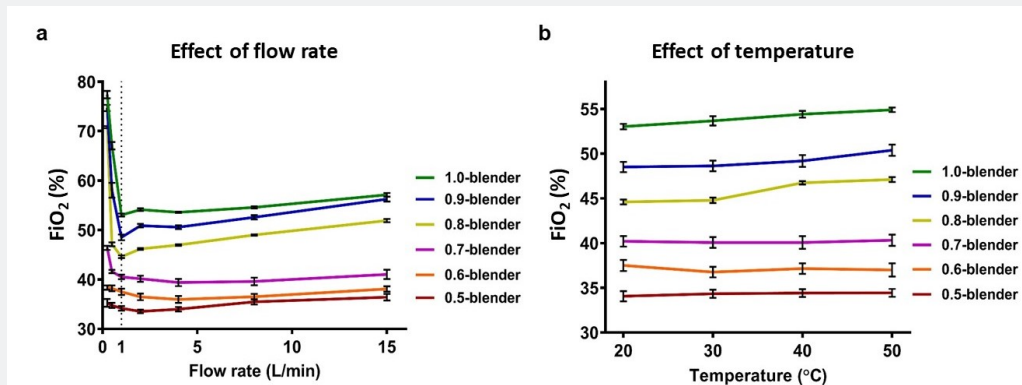 a
Effect of flow rate
FiO₂ (%)
80
70
60
50
40
30
0 1 5 10 15
Flow rate (L/min)
1.0-blender
0.9-blender
0.8-blender
0.7-blender
0.6-blender
0.5-blender
b
Effect of temperature
FiO₂ (%)
55
50
45
40
35
30
20 30 40 50
Temperature (°C)
1.0-blender
0.9-blender
0.8-blender
0.7-blender
0.6-blender
0.5-blender